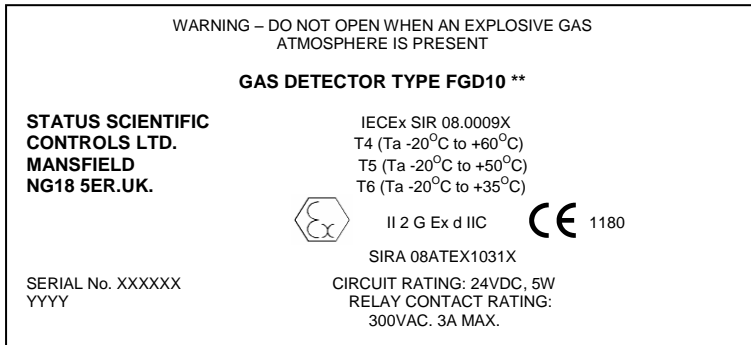 WARNING – DO NOT OPEN WHEN AN EXPLOSIVE GAS
ATMOSPHERE IS PRESENT
GAS DETECTOR TYPE FGD10 **
STATUS SCIENTIFIC
CONTROLS LTD.
MANSFIELD
NG18 5ER.UK.
IECEx SIR 08.0009X
T4 (Ta -20°C to +60°C)
T5 (Ta -20°C to +50°C)
T6 (Ta -20°C to +35°C)
Ex II 2 G Ex d IIC CE 1180
SIRA 08ATEX1031X
SERIAL No. XXXXXX
YYYY
CIRCUIT RATING: 24VDC, 5W
RELAY CONTACT RATING:
300VAC. 3A MAX.